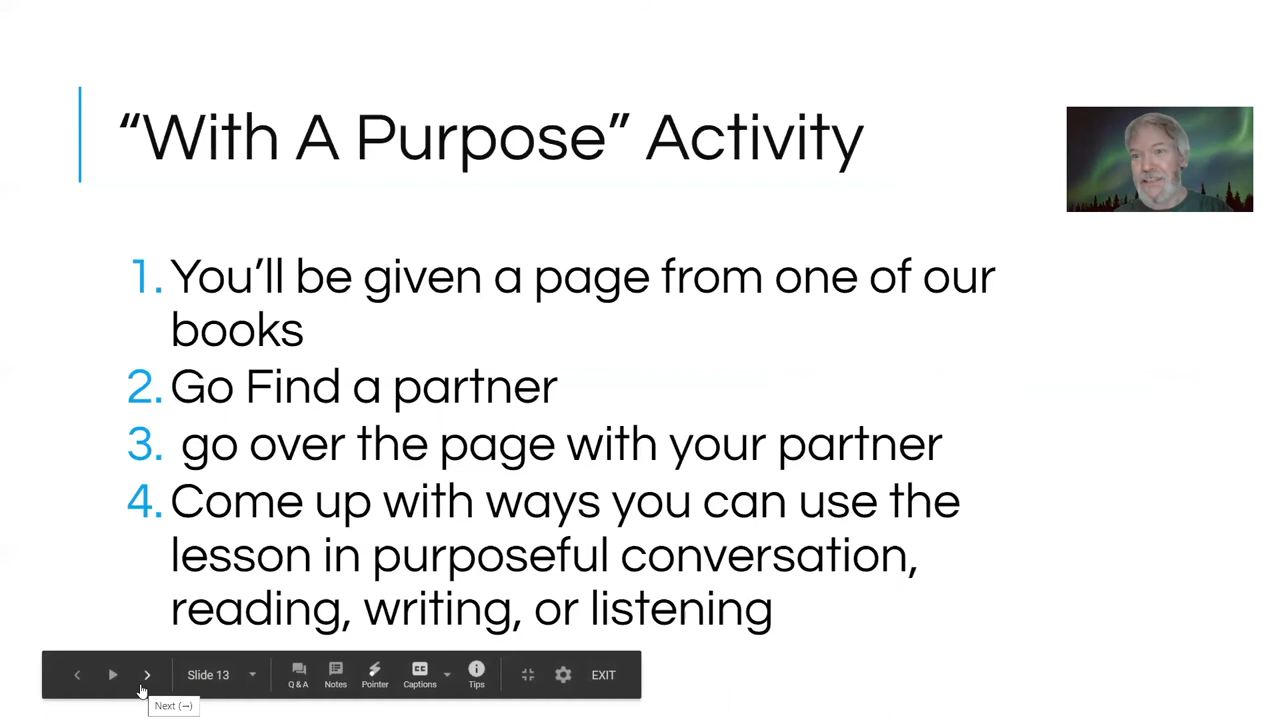 “With A Purpose” Activity
1. You’ll be given a page from one of our
books
2. Go Find a partner
3. go over the page with your partner
4. Come up with ways you can use the
lesson in purposeful conversation,
reading, writing, or listening
Slide 13
Q & A
Notes
Pointer
CC
Captions
Tips
EXIT
Next (→)